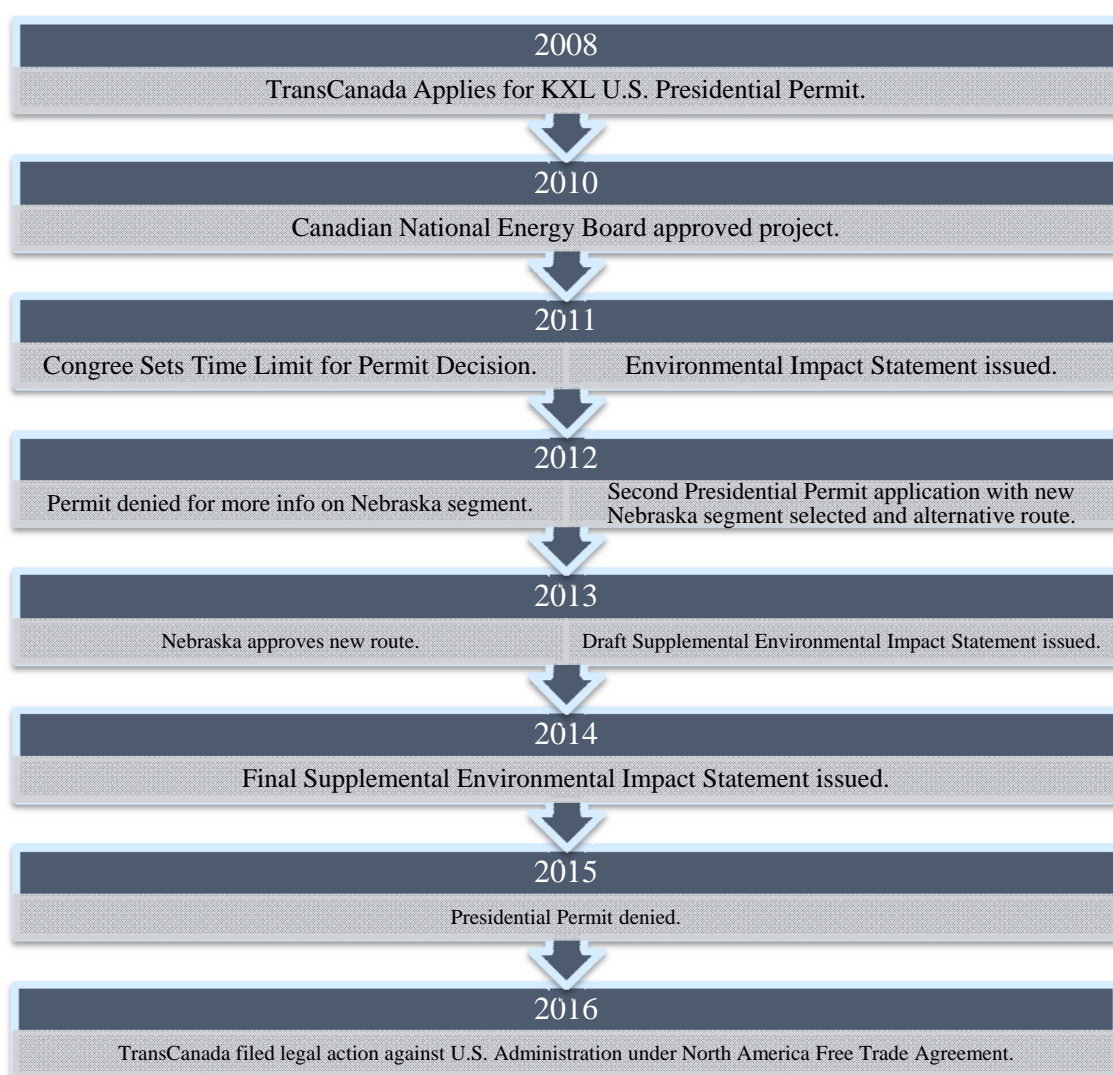 2008
TransCanada Applies for KXL U.S. Presidential Permit.
2010
Canadian National Energy Board approved project.
2011
Congree Sets Time Limit for Permit Decision.
Environmental Impact Statement issued.
2012
Permit denied for more info on Nebraska segment.
Second Presidential Permit application with new
Nebraska segment selected and alternative route.
2013
Nebraska approves new route.
Draft Supplemental Environmental Impact Statement issued.
2014
Final Supplemental Environmental Impact Statement issued.
2015
Presidential Permit denied.
2016
TransCanada filed legal action against U.S. Administration under North America Free Trade Agreement.